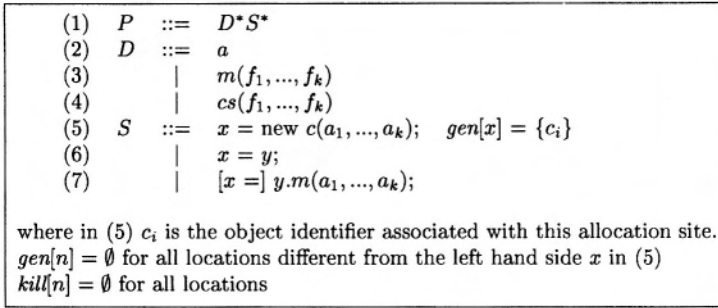 (1) P ::= D*S*
(2) D ::= a
(3) | m(f₁,...,fₖ)
(4) | cs(f₁,...,fₖ)
(5) S ::= x = new c(a₁,...,aₖ); gen[x] = {cᵢ}
(6) | x = y;
(7) | [x =] y.m(a₁,...,aₖ);
where in (5) cᵢ is the object identifier associated with this allocation site.
gen[n] = ∅ for all locations different from the left hand side x in (5)
kill[n] = ∅ for all locations